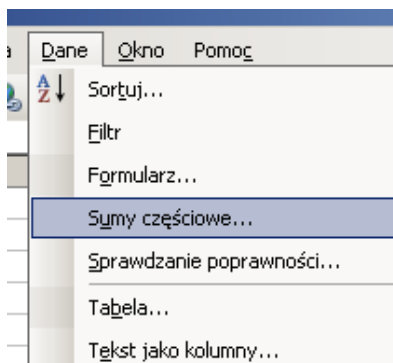 Dane Okno Pomoc
Sortuj...
Filtr
Formularz...
Sumy częściowe...
Sprawdzanie poprawności...
Tabela...
Tekst jako kolumny...